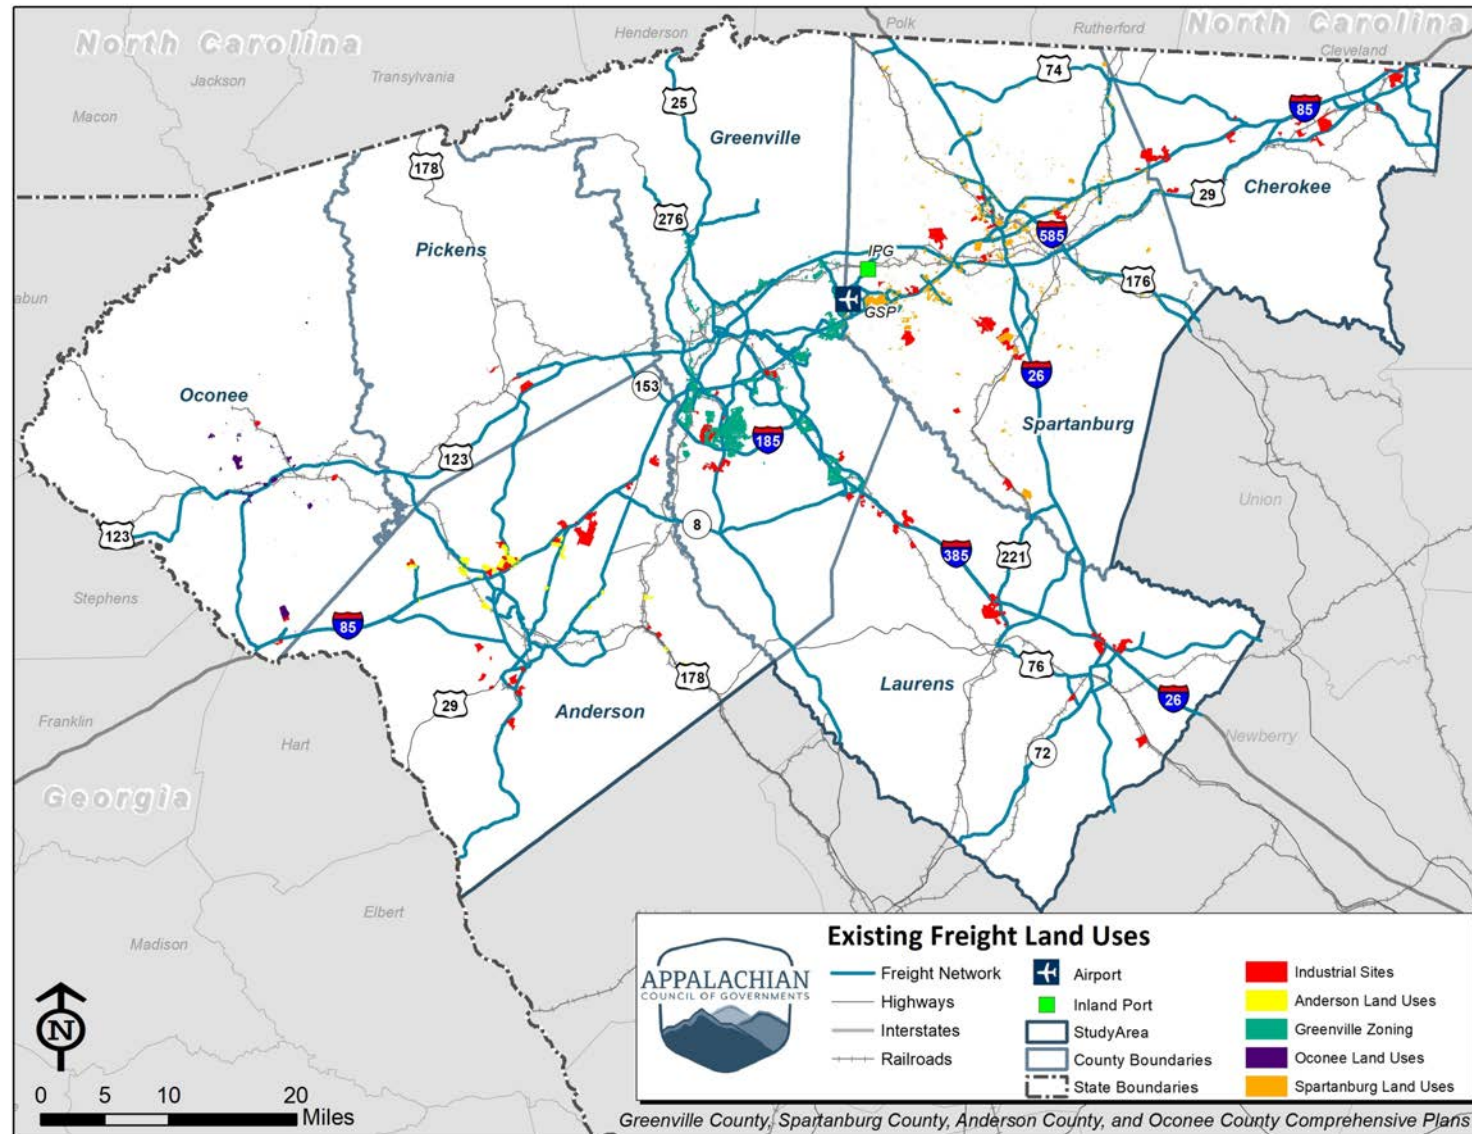 North Carolina
North Carolina
Polk
Rutherford
Henderson
Cleveland
Jackson
Transylvania
Macon
74
25
85
Greenville
178
29
Cherokee
276
585
Pickens
IPG
176
abun
GSP
26
153
Oconee
Spartanburg
185
123
Union
123
8
221
385
Stephens
85
76
178
Laurens
26
29
Anderson
Franklin
Newberry
Hart
72
Georgia
Elbert
Madison
N
0 5 10 20
Miles
APPALACHIAN
COUNCIL OF GOVERNMENTS
Existing Freight Land Uses
Freight Network
Highways
Interstates
Railroads
Airport
Inland Port
StudyArea
County Boundaries
State Boundaries
Industrial Sites
Anderson Land Uses
Greenville Zoning
Oconee Land Uses
Spartanburg Land Uses
Greenville County, Spartanburg County, Anderson County, and Oconee County Comprehensive Plans